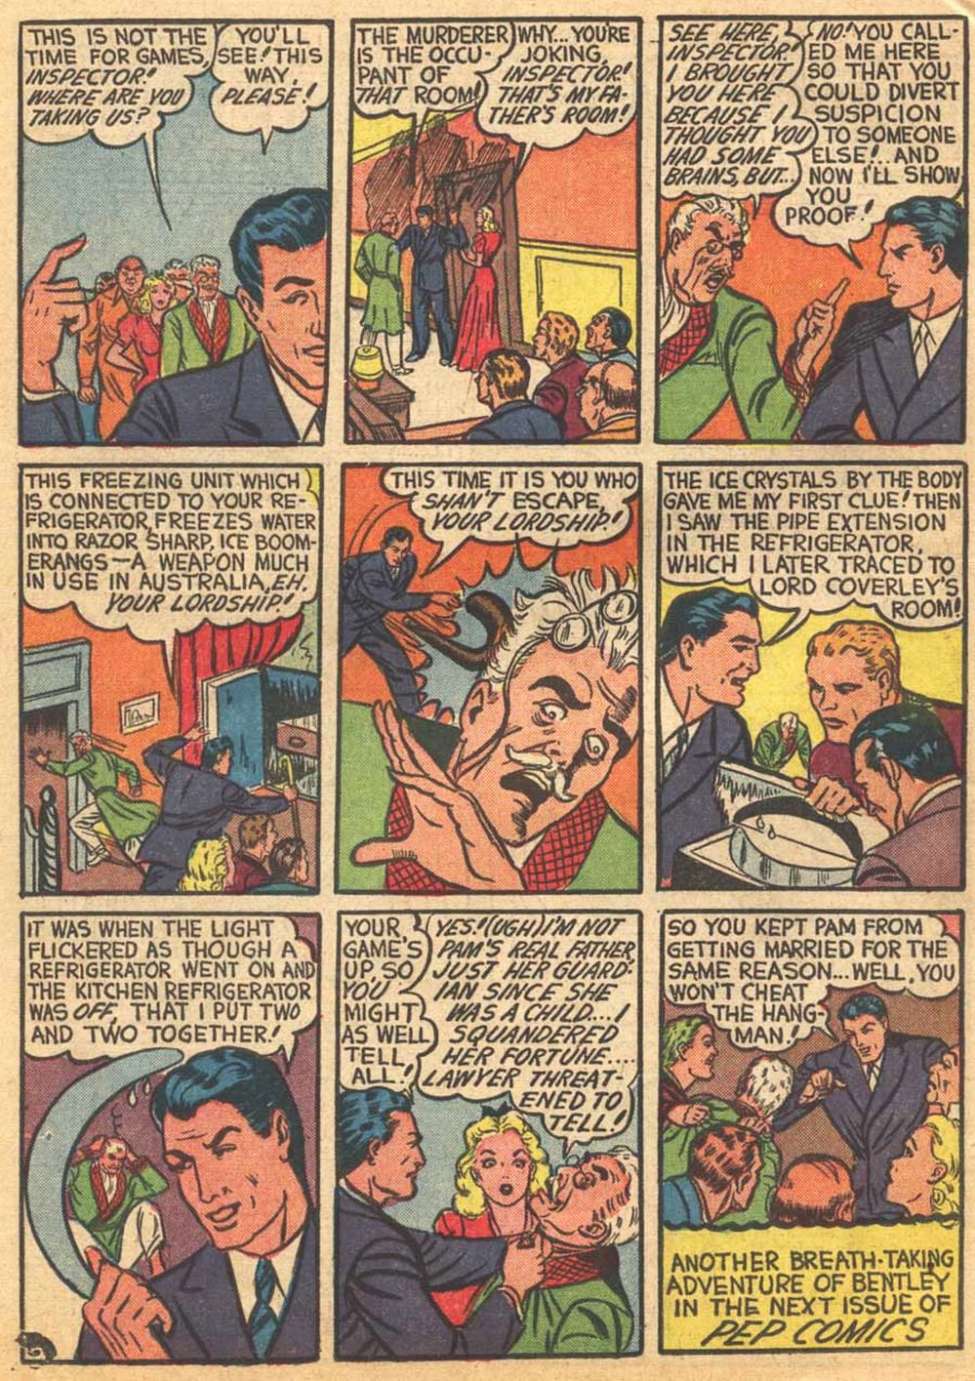 THIS IS NOT THE
TIME FOR GAMES,
INSPECTOR!
WHERE ARE YOU
TAKING US?
YOU'LL
SEE! THIS
WAY,
PLEASE!
THE MURDERER
IS THE OCCU-
PANT OF
THAT ROOM!
WHY... YOU'RE
JOKING,
INSPECTOR!
THAT'S MY FA-
THER'S ROOM!
SEE HERE,
INSPECTOR!
I BROUGHT
YOU HERE
BECAUSE I
THOUGHT YOU
HAD SOME
BRAINS, BUT...
NO! YOU CALL-
ED ME HERE
SO THAT YOU
COULD DIVERT
SUSPICION
TO SOMEONE
ELSE!.. AND
NOW I'LL SHOW
YOU
PROOF!
THIS FREEZING UNIT WHICH
IS CONNECTED TO YOUR RE-
FRIGERATOR, FREEZES WATER
INTO RAZOR SHARP, ICE BOOM-
ERANGS—A WEAPON MUCH
IN USE IN AUSTRALIA, EH.
YOUR LORDSHIP!
THIS TIME IT IS YOU WHO
SHAN'T ESCAPE,
YOUR LORDSHIP!
THE ICE CRYSTALS BY THE BODY
GAVE ME MY FIRST CLUE! THEN
I SAW THE PIPE EXTENSION
IN THE REFRIGERATOR,
WHICH I LATER TRACED TO
LORD COVERLEY'S
ROOM!
IT WAS WHEN THE LIGHT
FLICKERED AS THOUGH A
REFRIGERATOR WENT ON AND
THE KITCHEN REFRIGERATOR
WAS OFF, THAT I PUT TWO
AND TWO TOGETHER!
YOUR
GAME'S
UP, SO
YOU
MIGHT
AS WELL
TELL
ALL!
YES! (UGH) I'M NOT
PAM'S REAL FATHER,
JUST HER GUARD-
IAN SINCE SHE
WAS A CHILD... I
SQUANDERED
HER FORTUNE....
LAWYER THREAT-
ENED TO
TELL!
SO YOU KEPT PAM FROM
GETTING MARRIED FOR THE
SAME REASON... WELL, YOU
WON'T CHEAT
THE HANG-
MAN!
ANOTHER BREATH-TAKING
ADVENTURE OF BENTLEY
IN THE NEXT ISSUE OF
PEP COMICS